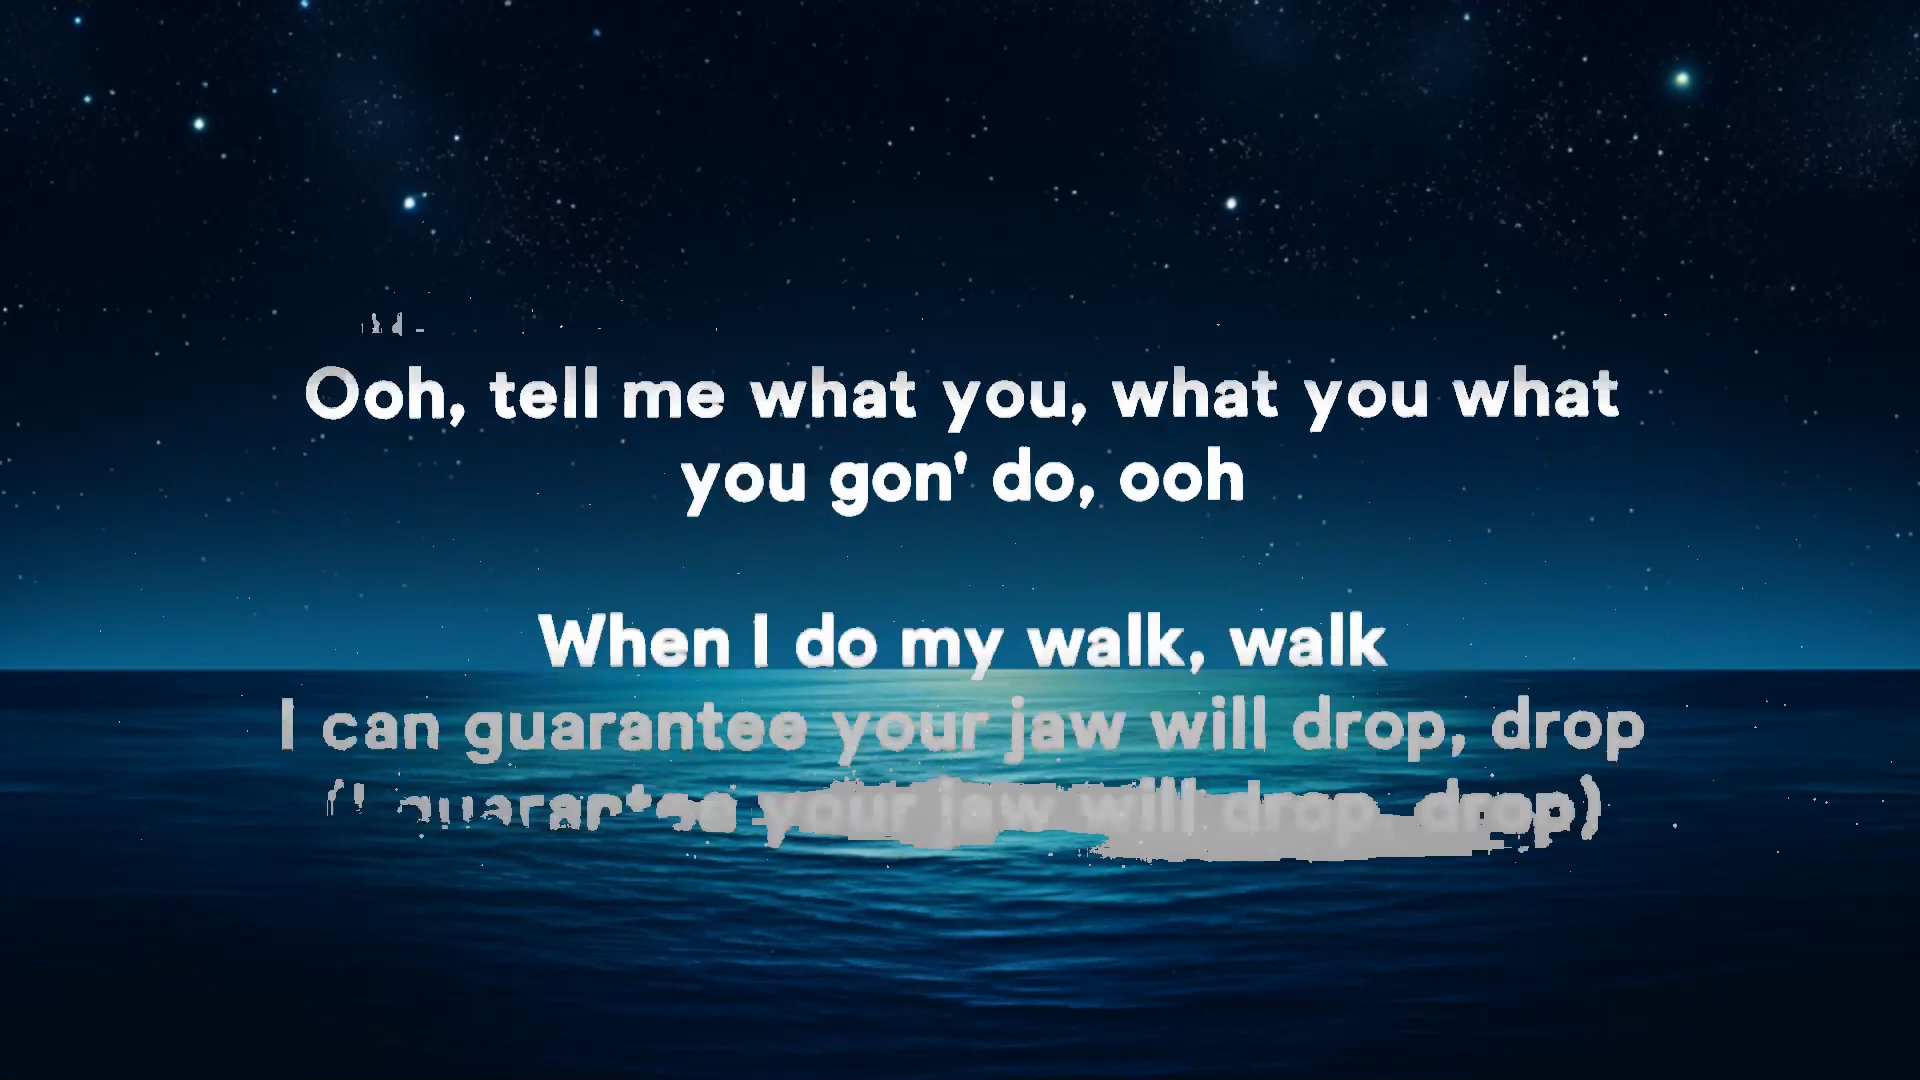 Ooh, tell me what you, what you what
you gon' do, ooh
When I do my walk, walk
I can guarantee your jaw will drop, drop
(I guarantee your jaw will drop, drop)